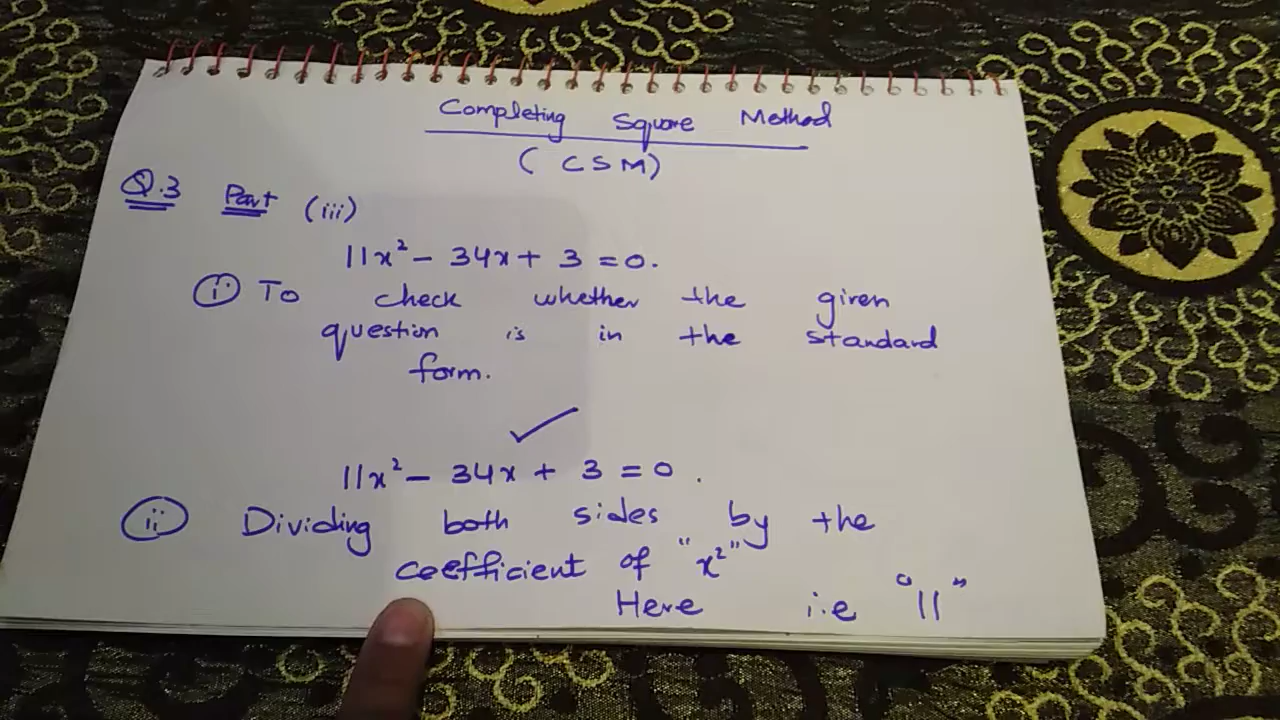 Completing Square Method
(CSM)
Q.3 Part (iii)
11x² - 34x + 3 = 0.
(i) To check whether the given
question is in the standard
form.
✓
11x² - 34x + 3 = 0.
(ii) Dividing both sides by the
coefficient of "x²"
Here i.e "11"